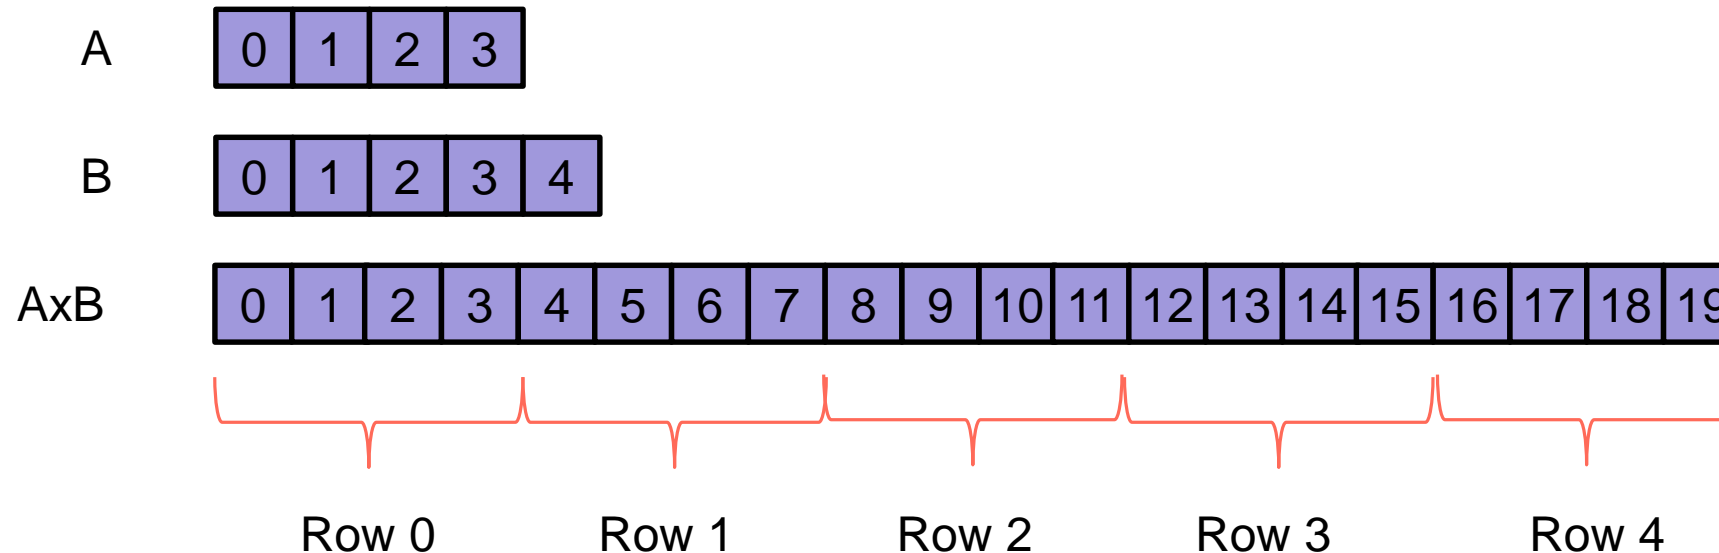 A 0 1 2 3
B 0 1 2 3 4
AxB 0 1 2 3 4 5 6 7 8 9 10 11 12 13 14 15 16 17 18 19
Row 0 Row 1 Row 2 Row 3 Row 4